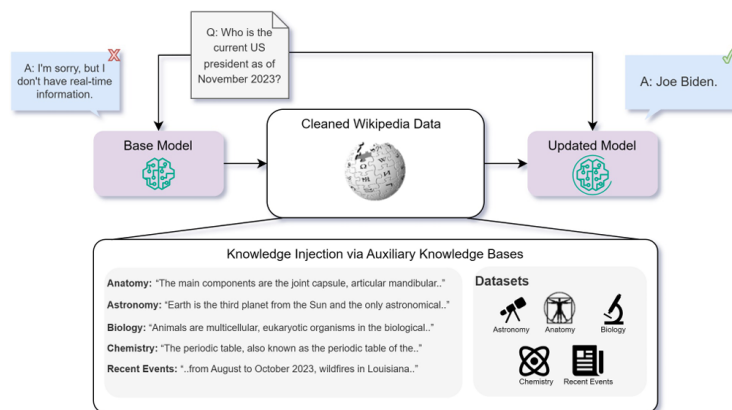 Q: Who is the
current US
president as of
November 2023?
A: I'm sorry, but I
don't have real-time
information.
A: Joe Biden.
Base Model
Cleaned Wikipedia Data
Updated Model
Knowledge Injection via Auxiliary Knowledge Bases
Anatomy: “The main components are the joint capsule, articular mandibular..”
Astronomy: “Earth is the third planet from the Sun and the only astronomical..”
Biology: “Animals are multicellular, eukaryotic organisms in the biological..”
Chemistry: “The periodic table, also known as the periodic table of the..”
Recent Events: “..from August to October 2023, wildfires in Louisiana..”
Datasets
Astronomy
Anatomy
Biology
Chemistry
Recent Events